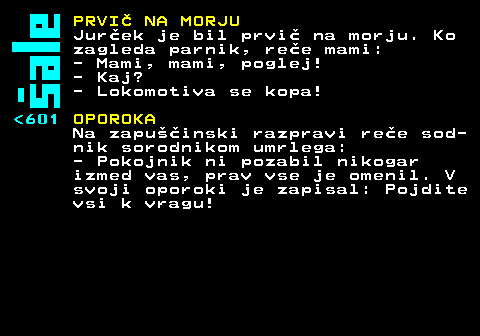 šale
PRVIČ NA MORJU
Jurček je bil prvič na morju. Ko
zagleda parnik, reče mami:
- Mami, mami, poglej!
- Kaj?
- Lokomotiva se kopa!
<601 OPOROKA
Na zapuščinski razpravi reče sod-
nik sorodnikom umrlega:
- Pokojnik ni pozabil nikogar
izmed vas, prav vse je omenil. V
svoji oporoki je zapisal: Pojdite
vsi k vragu!